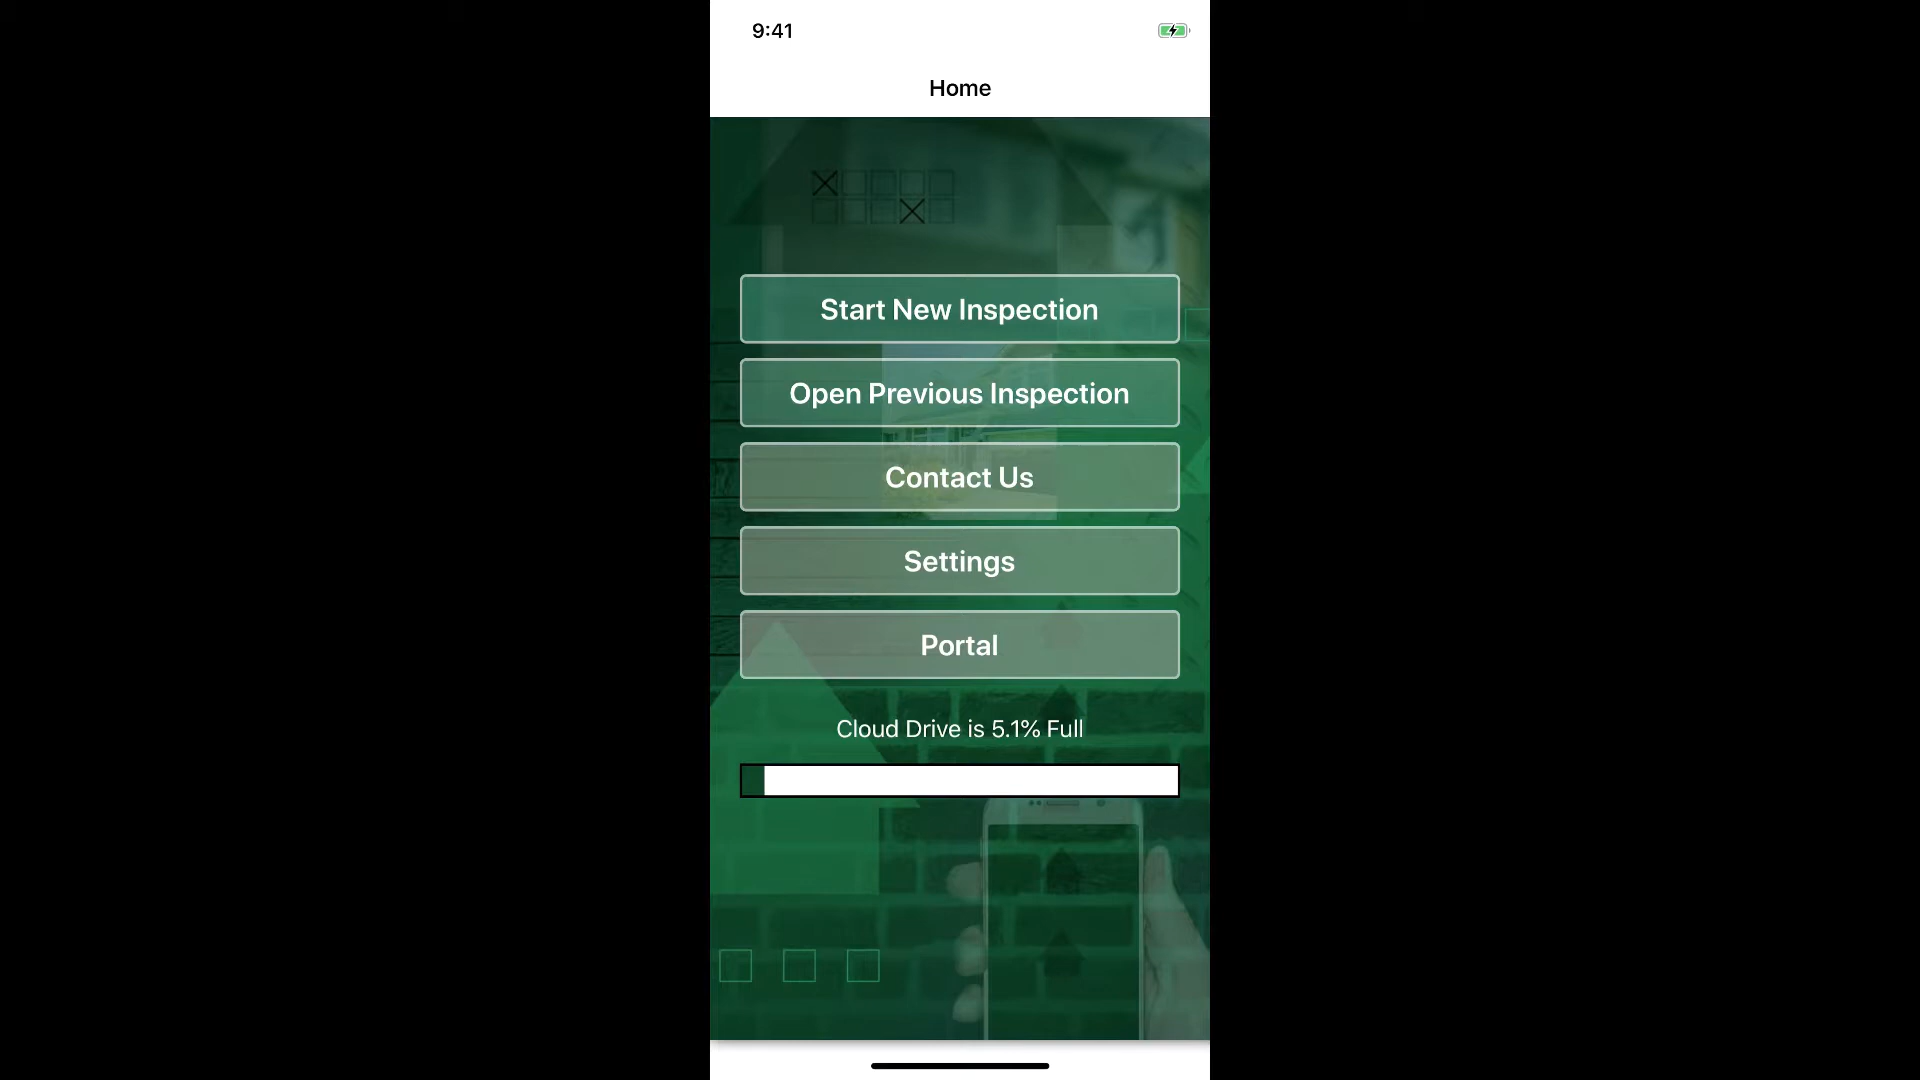 9:41
Home
Start New Inspection
Open Previous Inspection
Contact Us
Settings
Portal
Cloud Drive is 5.1% Full